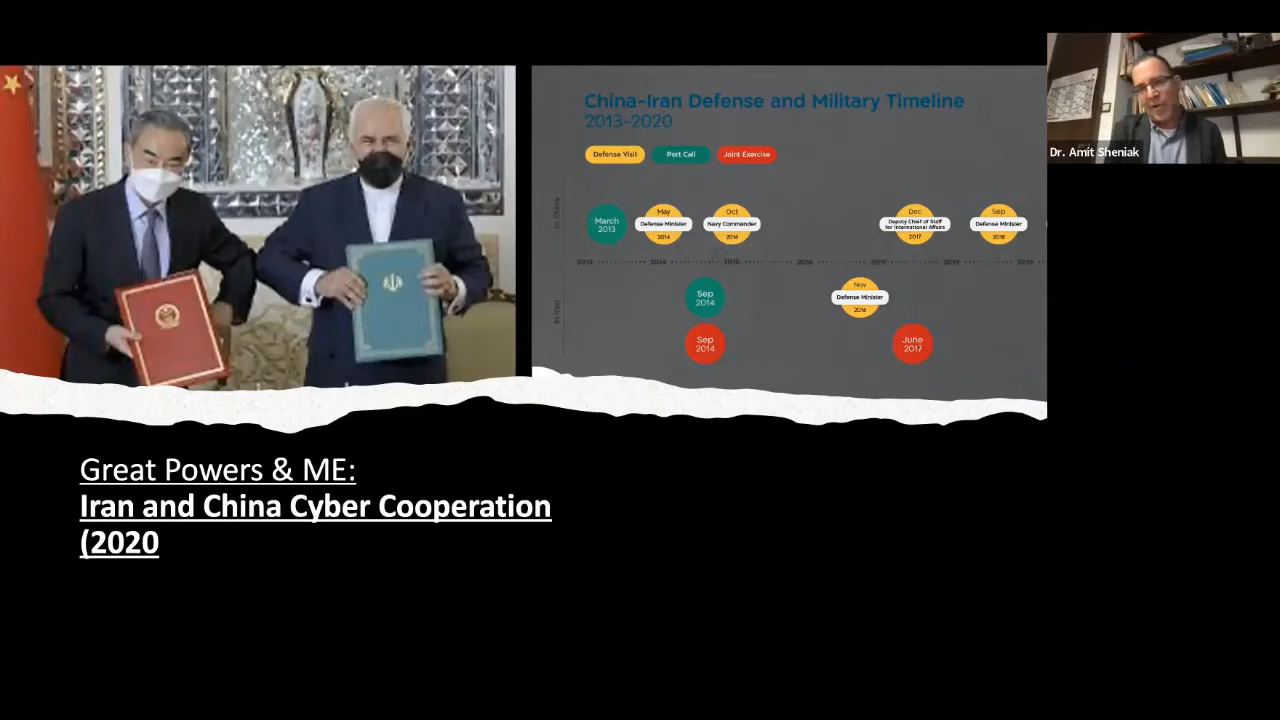 China-Iran Defense and Military Timeline
2013-2020
Defense Visit Port Call Joint Exercise
In China
March
2013
May
Defense Minister
2014
Oct
Navy Commander
2014
Dec
Deputy Chief of Staff
for International Affairs
2017
Sep
Defense Minister
2018
2013 2014 2015 2016 2017 2018 2019
In Iran
Sep
2014
Nov
Defense Minister
2016
Sep
2014
June
2017
Dr. Amit Sheniak
Great Powers & ME:
Iran and China Cyber Cooperation
(2020